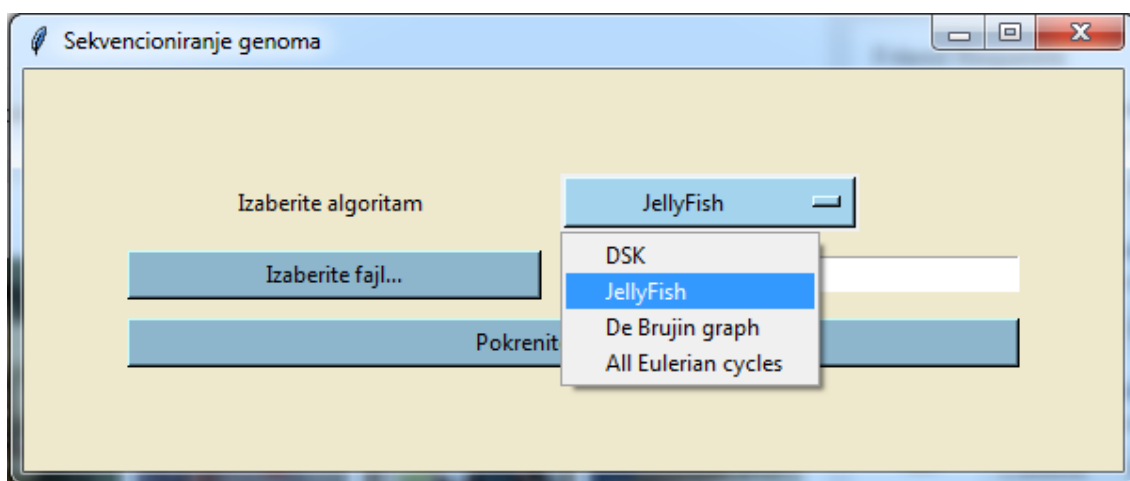 Sekvencioniranje genoma
Izaberite algoritam
JellyFish
Izaberite fajl...
DSK
JellyFish
De Brujin graph
All Eulerian cycles
Pokrenit